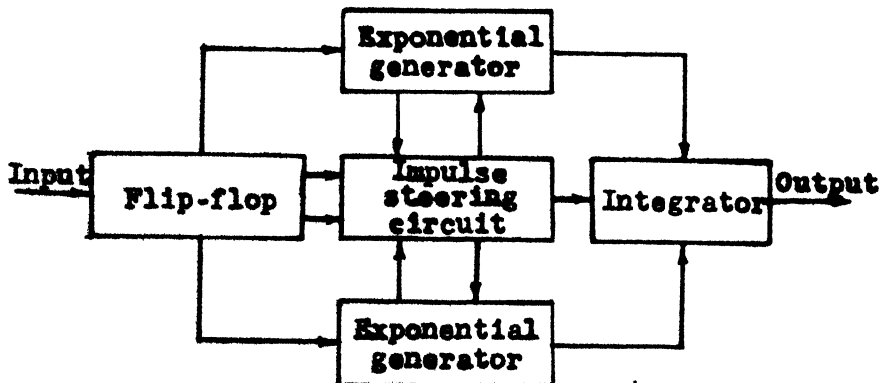 Exponential
generator
Input
Flip-flop
Impulse
steering
circuit
Integrator
Output
Exponential
generator